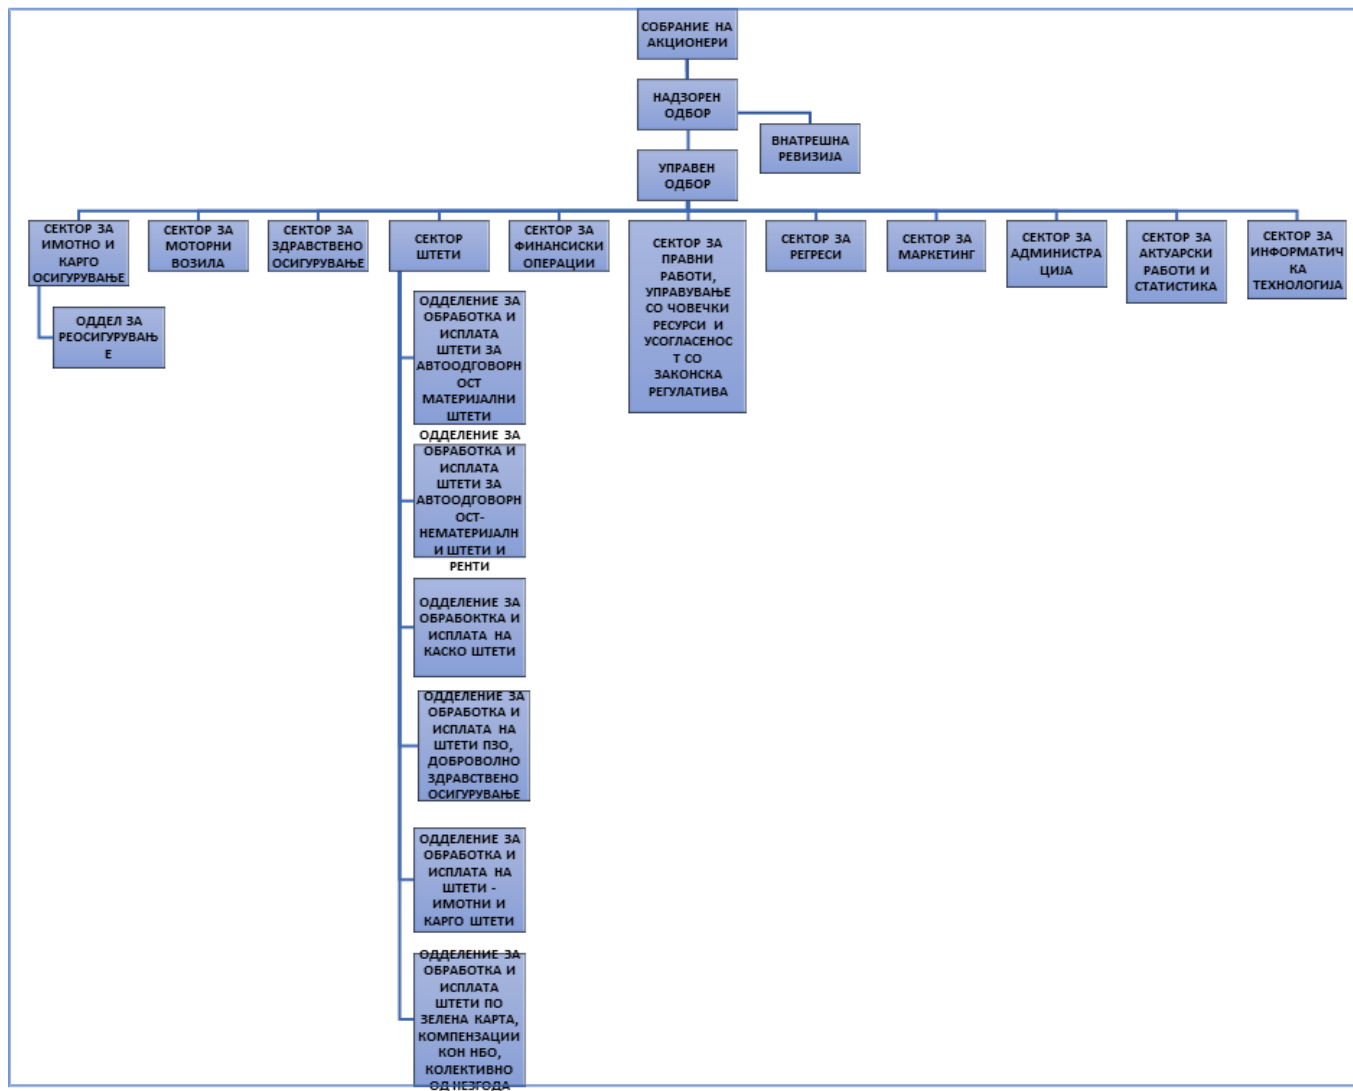 СОБРАНИЕ НА
АКЦИОНЕРИ
НАДЗОРЕН
ОДБОР
ВНАТРЕШНА
РЕВИЗИЈА
УПРАВЕН
ОДБОР
СЕКТОР ЗА
ИМОТНО И
КАРГО
ОСИГУРУВАЊЕ
ОДДЕЛ ЗА
РЕОСИГУРУВАЊ
Е
СЕКТОР ЗА
МОТОРНИ
ВОЗИЛА
СЕКТОР ЗА
ЗДРАВСТВЕНО
ОСИГУРУВАЊЕ
СЕКТОР
ШТЕТИ
ОДДЕЛЕНИЕ ЗА
ОБРАБОТКА И
ИСПЛАТА
ШТЕТИ ЗА
АВТООДГОВОРН
ОСТ
МАТЕРИЈАЛНИ
ШТЕТИ
ОДДЕЛЕНИЕ ЗА
ОБРАБОТКА И
ИСПЛАТА
ШТЕТИ ЗА
АВТООДГОВОРН
ОСТ-
НЕМАТЕРИЈАЛН
И ШТЕТИ И
РЕНТИ
ОДДЕЛЕНИЕ ЗА
ОБРАБОКТКА И
ИСПЛАТА НА
КАСКО ШТЕТИ
ОДДЕЛЕНИЕ ЗА
ОБРАБОТКА И
ИСПЛАТА НА
ШТЕТИ ПЗО,
ДОБРОВОЛНО
ЗДРАВСТВЕНО
ОСИГУРУВАЊЕ
ОДДЕЛЕНИЕ ЗА
ОБРАБОТКА И
ИСПЛАТА НА
ШТЕТИ -
ИМОТНИ И
КАРГО ШТЕТИ
ОДДЕЛЕНИЕ ЗА
ОБРАБОТКА И
ИСПЛАТА
ШТЕТИ ПО
ЗЕЛЕНА КАРТА,
КОМПЕНЗАЦИИ
КОН НБО,
КОЛЕКТИВНО
ОД НЕЗГОДА
СЕКТОР ЗА
ФИНАНСИСКИ
ОПЕРАЦИИ
СЕКТОР ЗА
ПРАВНИ
РАБОТИ,
УПРАВУВАЊЕ
СО ЧОВЕЧКИ
РЕСУРСИ И
УСОГЛАСЕНОС
Т СО
ЗАКОНСКА
РЕГУЛАТИВА
СЕКТОР ЗА
РЕГРЕСИ
СЕКТОР ЗА
МАРКЕТИНГ
СЕКТОР ЗА
АДМИНИСТРА
ЦИЈА
СЕКТОР ЗА
АКТУАРСКИ
РАБОТИ И
СТАТИСТИКА
СЕКТОР ЗА
ИНФОРМАТИЧ
КА
ТЕХНОЛОГИЈА